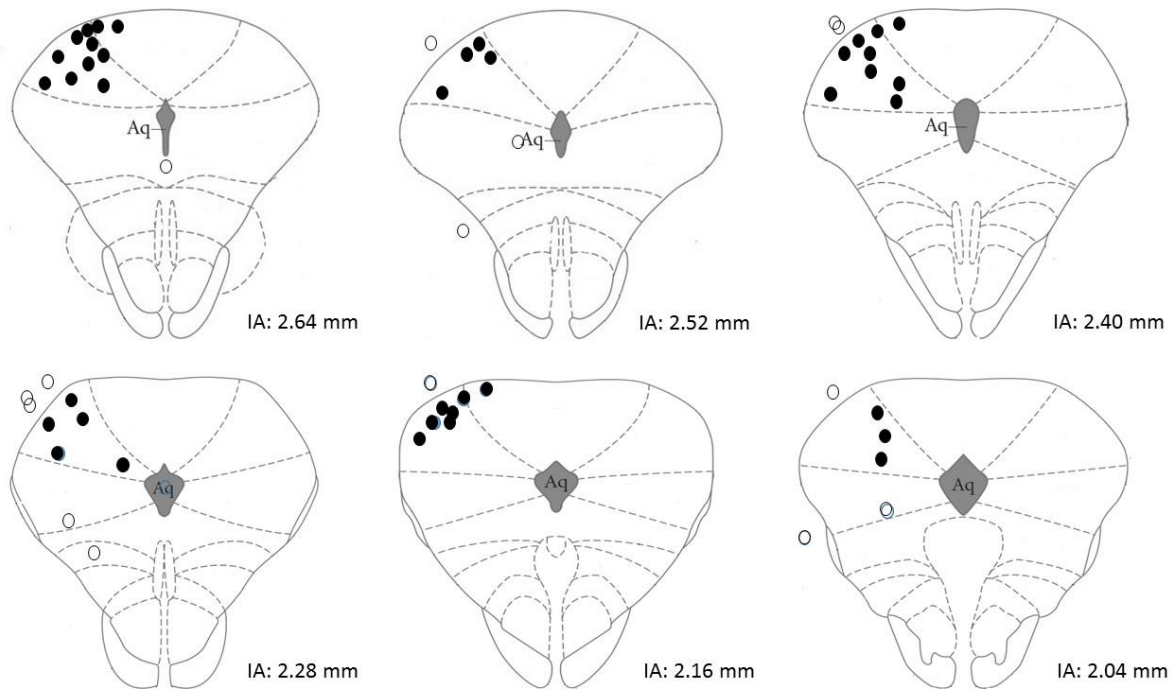 Aq
IA: 2.64 mm
Aq
IA: 2.52 mm
Aq
IA: 2.40 mm
Aq
IA: 2.28 mm
Aq
IA: 2.16 mm
Aq
IA: 2.04 mm